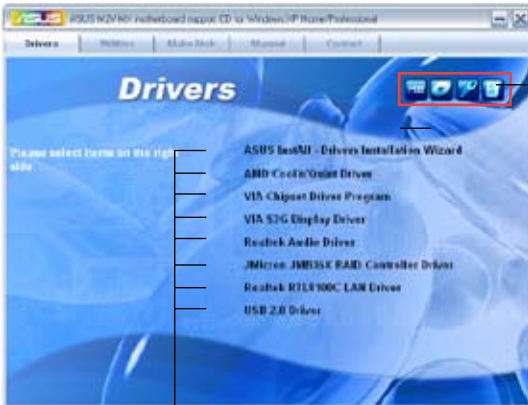 ASUS M2V-MX motherboard support CD for Windows XP Home/Professional
Drivers
Utilities
Make Disk
Manual
Contact
Drivers
Please select items on the right side
ASUS InstAll - Drivers Installation Wizard
AMD Cool'n'Quiet Driver
VIA Chipset Driver Program
VIA S3G Display Driver
Realtek Audio Driver
JMicron JMB36X RAID Controller Driver
Realtek RTL8100C LAN Driver
USB 2.0 Driver